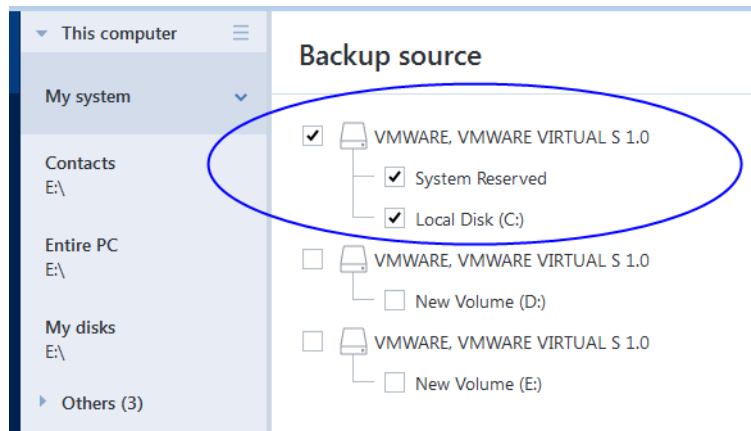 This computer
My system
Contacts
E:\
Entire PC
E:\
My disks
E:\
Others (3)
Backup source
VMWARE, VMWARE VIRTUAL S 1.0
System Reserved
Local Disk (C:)
VMWARE, VMWARE VIRTUAL S 1.0
New Volume (D:)
VMWARE, VMWARE VIRTUAL S 1.0
New Volume (E:)